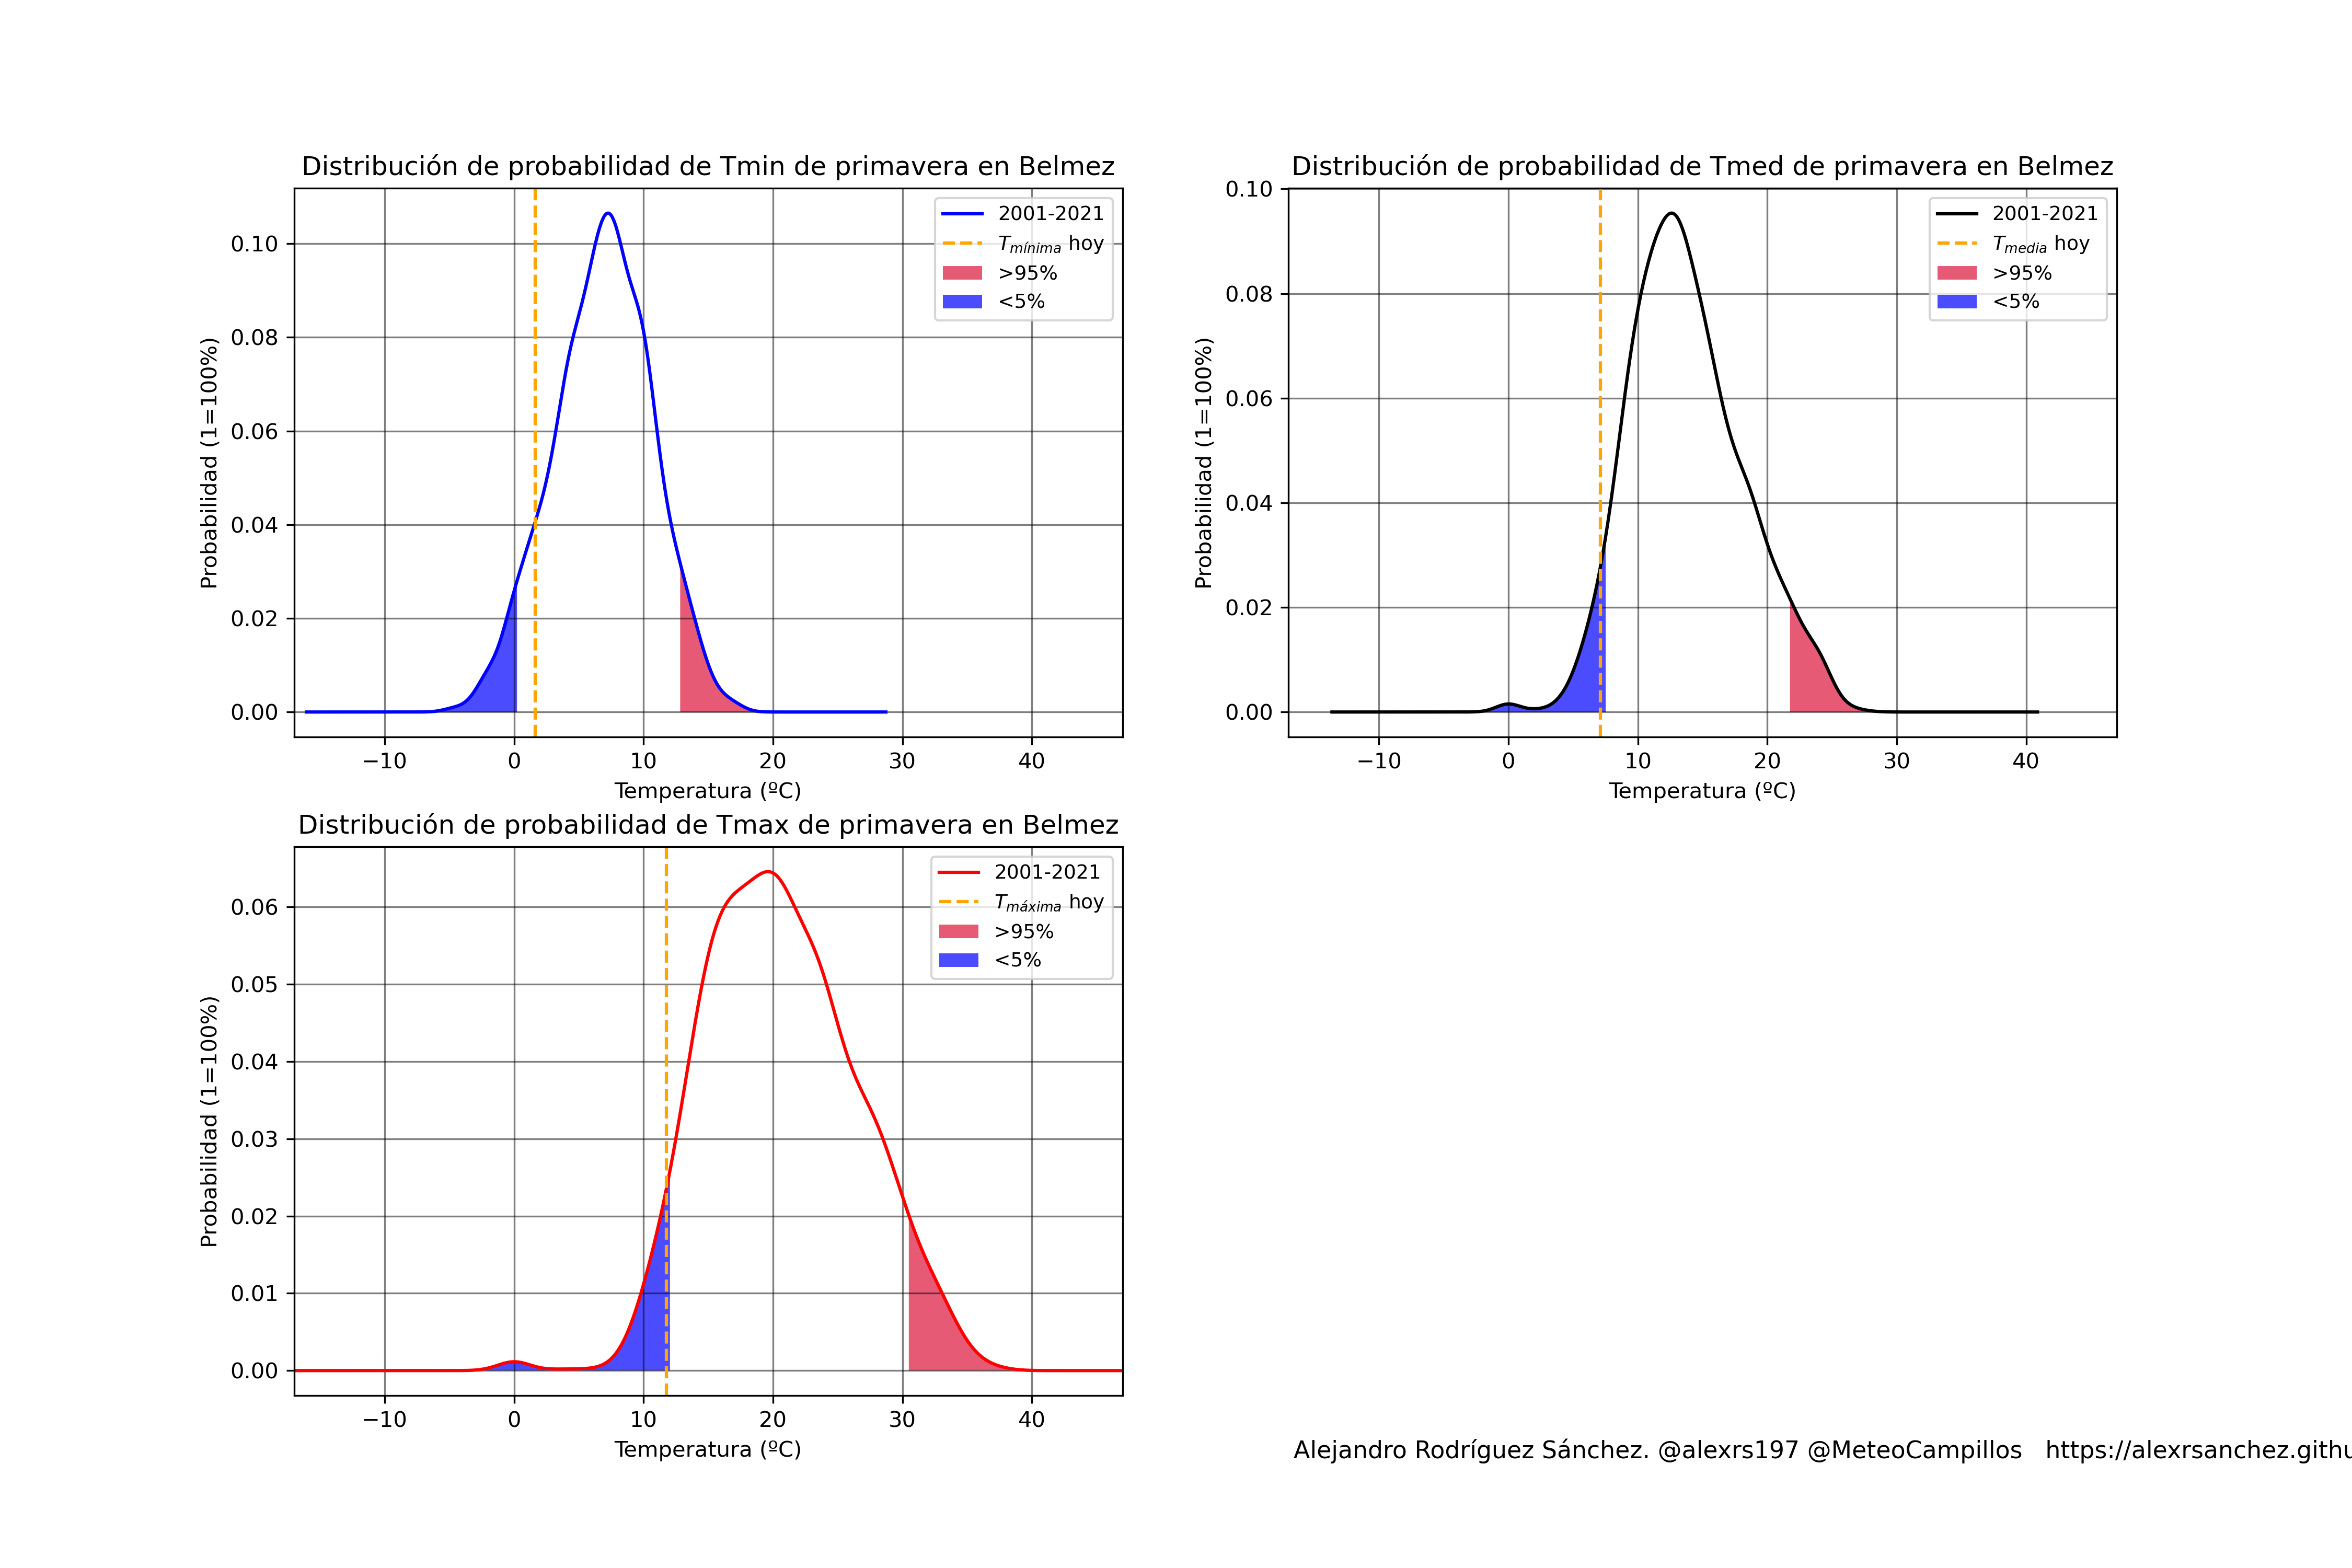 Distribución de probabilidad de Tmin de primavera en Belmez
Probabilidad (1=100%)
0.10
0.08
0.06
0.04
0.02
0.00
2001-2021
Tmínima hoy
>95%
<5%
−10 0 10 20 30 40
Temperatura (ºC)
Distribución de probabilidad de Tmed de primavera en Belmez
Probabilidad (1=100%)
0.10
0.08
0.06
0.04
0.02
0.00
2001-2021
Tmedia hoy
>95%
<5%
−10 0 10 20 30 40
Temperatura (ºC)
Distribución de probabilidad de Tmax de primavera en Belmez
Probabilidad (1=100%)
0.06
0.05
0.04
0.03
0.02
0.01
0.00
2001-2021
Tmáxima hoy
>95%
<5%
−10 0 10 20 30 40
Temperatura (ºC)
Alejandro Rodríguez Sánchez. @alexrs197 @MeteoCampillos https://alexrsanchez.githu